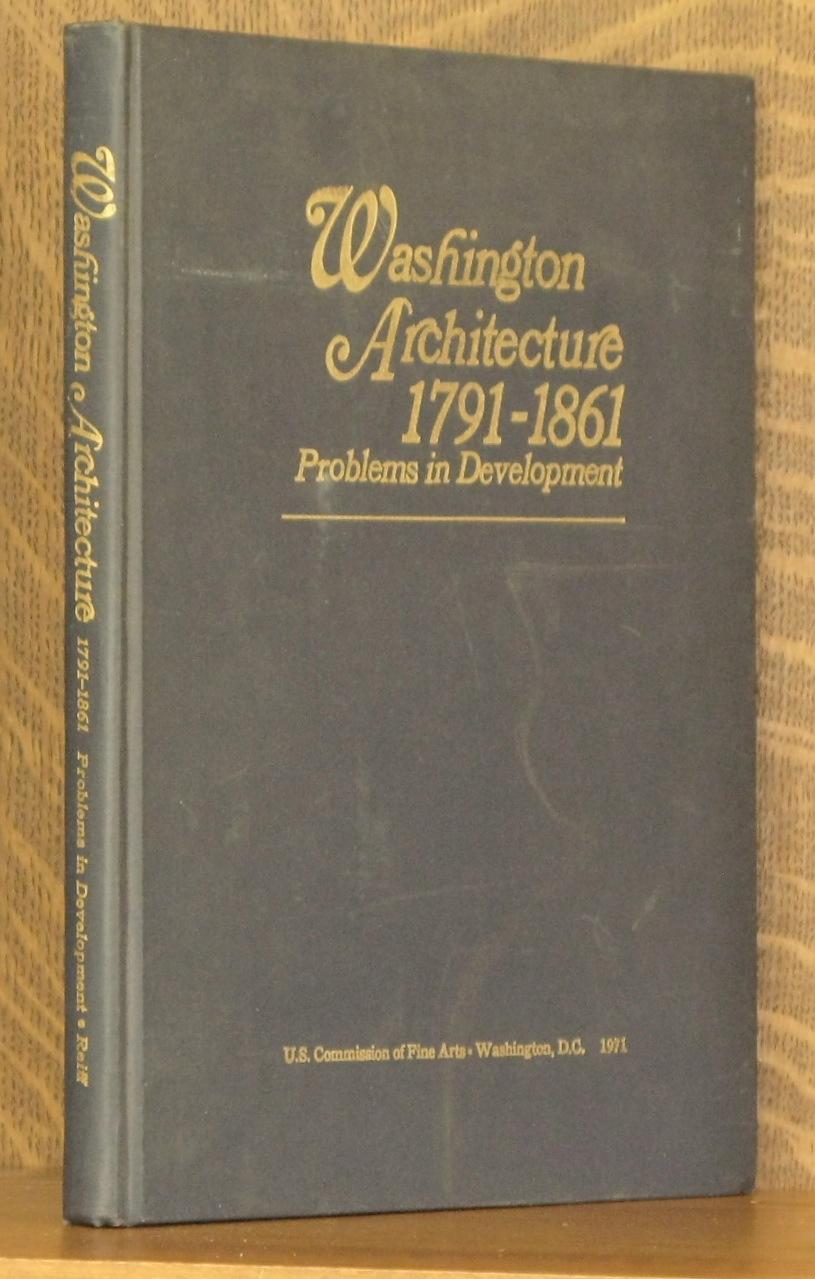 Washington Architecture 1791-1861 Problems in Development • Reiff
Washington
Architecture
1791-1861
Problems in Development
U.S. Commission of Fine Arts • Washington, D.C. 1971